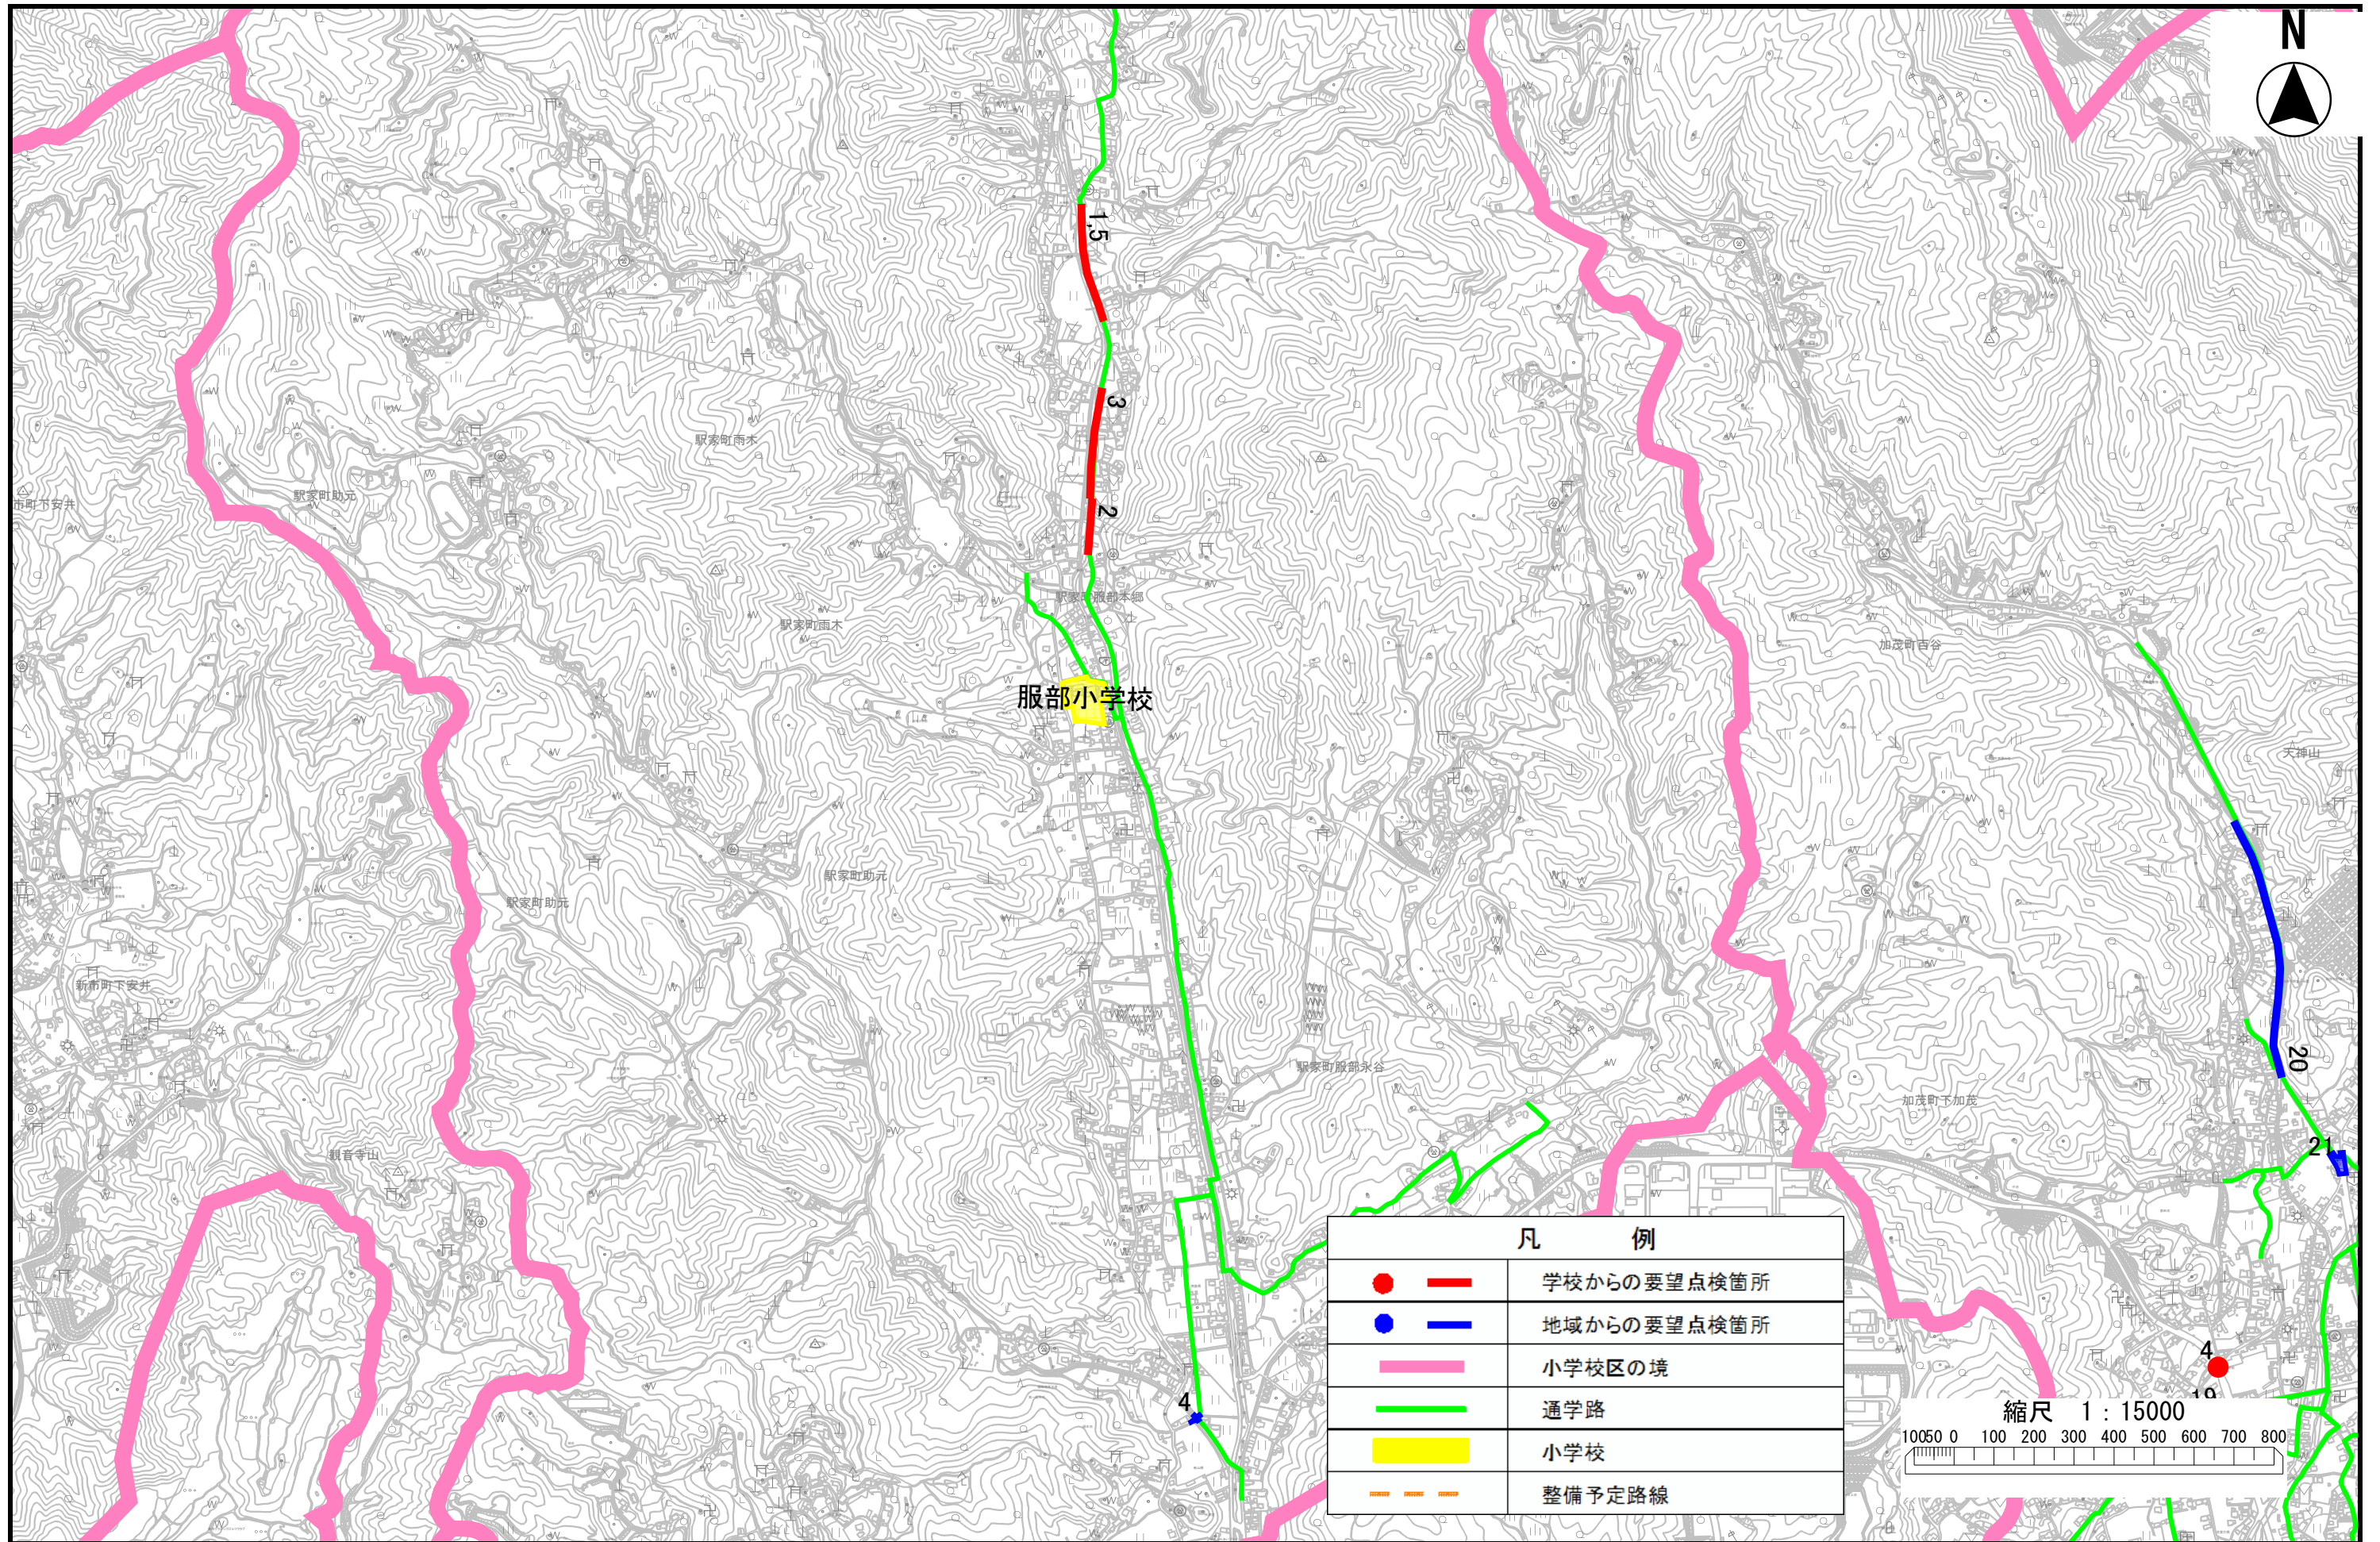 N
1,5
3
駅家町雨木
駅家町助元
市町下安井
2
駅家町服部本郷
駅家町雨木
加茂町百谷
服部小学校
天神山
駅家町助元
駅家町助元
新市町下安井
駅家町服部永谷
20
加茂町下加茂
観音寺山
21
凡 例
学校からの要望点検箇所
地域からの要望点検箇所
小学校区の境
通学路
小学校
整備予定路線
4
4
19
縮尺 1:15000
10050 0 100 200 300 400 500 600 700 800